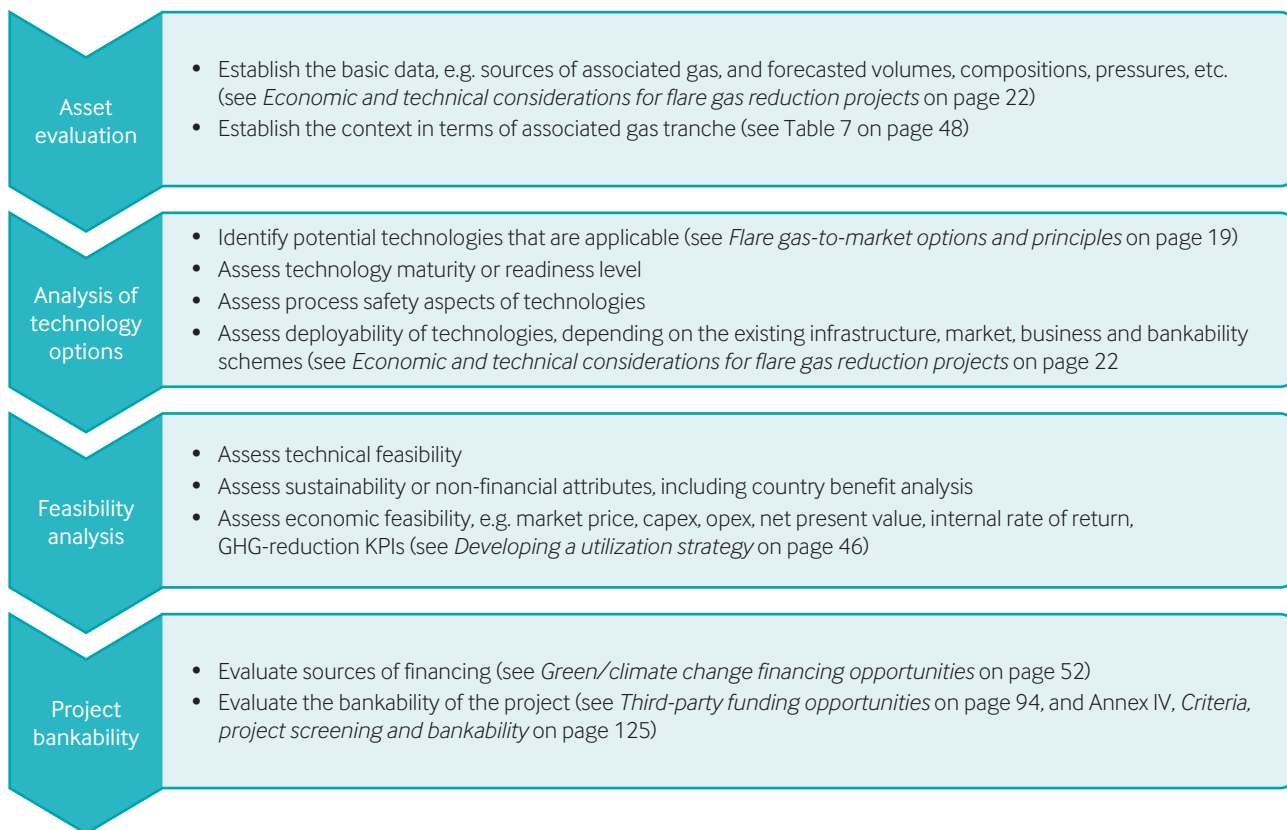 Asset
evaluation
• Establish the basic data, e.g. sources of associated gas, and forecasted volumes, compositions, pressures, etc.
(see Economic and technical considerations for flare gas reduction projects on page 22)
• Establish the context in terms of associated gas tranche (see Table 7 on page 48)
Analysis of
technology
options
• Identify potential technologies that are applicable (see Flare gas-to-market options and principles on page 19)
• Assess technology maturity or readiness level
• Assess process safety aspects of technologies
• Assess deployability of technologies, depending on the existing infrastructure, market, business and bankability
schemes (see Economic and technical considerations for flare gas reduction projects on page 22
Feasibility
analysis
• Assess technical feasibility
• Assess sustainability or non-financial attributes, including country benefit analysis
• Assess economic feasibility, e.g. market price, capex, opex, net present value, internal rate of return,
GHG-reduction KPIs (see Developing a utilization strategy on page 46)
Project
bankability
• Evaluate sources of financing (see Green/climate change financing opportunities on page 52)
• Evaluate the bankability of the project (see Third-party funding opportunities on page 94, and Annex IV, Criteria,
project screening and bankability on page 125)